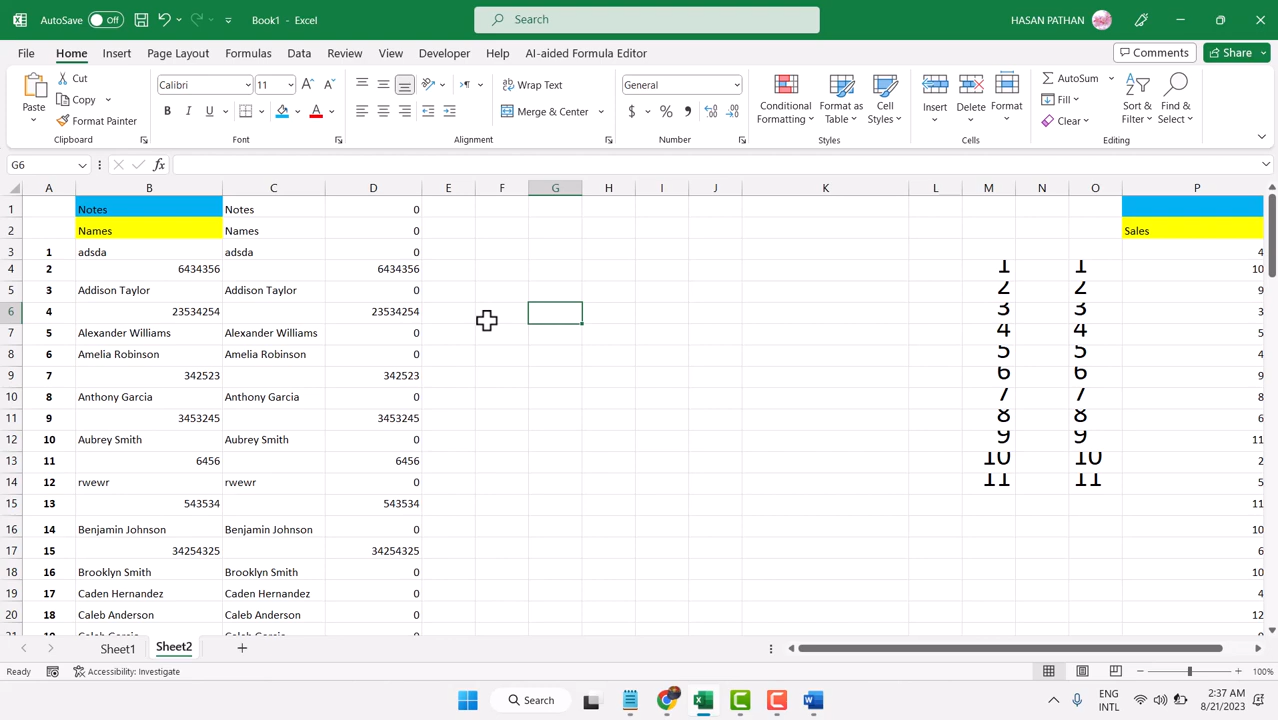 AutoSave Off Book1 - Excel Search HASAN PATHAN
File Home Insert Page Layout Formulas Data Review View Developer Help AI-aided Formula Editor Comments Share
Paste Cut Copy Format Painter Clipboard
Calibri 11 B I U A Font
Wrap Text Merge & Center Alignment
General $ % Number
Conditional Formatting Format as Table Cell Styles Styles
Insert Delete Format Cells
AutoSum Fill Clear Sort & Filter Find & Select Editing
G6 fx
A B C D E F G H I J K L M N O P
1 Notes Notes 0
2 Names Names 0 Sales
3 1 adsda adsda 0 4
4 2 6434356 6434356 1 1 10
5 3 Addison Taylor Addison Taylor 0 2 2 9
6 4 23534254 23534254 3 3 3
7 5 Alexander Williams Alexander Williams 0 4 4 5
8 6 Amelia Robinson Amelia Robinson 0 5 5 4
9 7 342523 342523 6 6 9
10 8 Anthony Garcia Anthony Garcia 0 7 7 8
11 9 3453245 3453245 8 8 6
12 10 Aubrey Smith Aubrey Smith 0 9 9 11
13 11 6456 6456 10 10 2
14 12 rwewr rwewr 0 11 11 5
15 13 543534 543534 11
16 14 Benjamin Johnson Benjamin Johnson 0 10
17 15 34254325 34254325 6
18 16 Brooklyn Smith Brooklyn Smith 0 10
19 17 Caden Hernandez Caden Hernandez 0 4
20 18 Caleb Anderson Caleb Anderson 0 12
21 19 Caleb Garcia Caleb Garcia 0
Sheet1 Sheet2
Ready Accessibility: Investigate 100%
Search ENG INTL 2:37 AM 8/21/2023